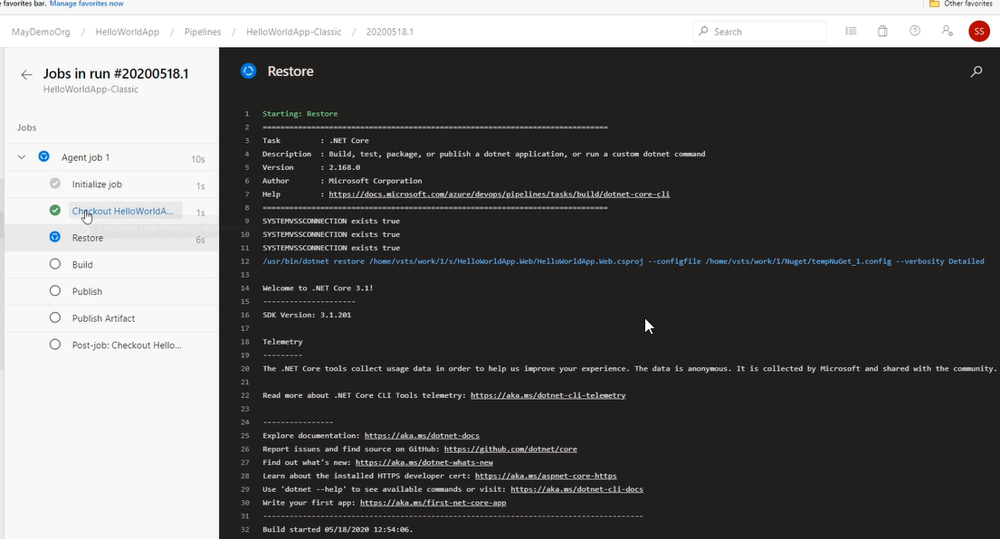 e favorites bar. Manage favorites now
Other favorites
MayDemoOrg / HelloWorldApp / Pipelines / HelloWorldApp-Classic / 20200518.1
Search
SS
Jobs in run #20200518.1
HelloWorldApp-Classic
Jobs
Agent job 1 10s
Initialize job 1s
Checkout HelloWorldA... 1s
Restore 6s
Build
Publish
Publish Artifact
Post-job: Checkout Hello...
Restore
1 Starting: Restore
2 ==============================================================================
3 Task : .NET Core
4 Description : Build, test, package, or publish a dotnet application, or run a custom dotnet command
5 Version : 2.168.0
6 Author : Microsoft Corporation
7 Help : https://docs.microsoft.com/azure/devops/pipelines/tasks/build/dotnet-core-cli
8 ==============================================================================
9 SYSTEMVSSCONNECTION exists true
10 SYSTEMVSSCONNECTION exists true
11 SYSTEMVSSCONNECTION exists true
12 /usr/bin/dotnet restore /home/vsts/work/1/s/HelloWorldApp.Web/HelloWorldApp.Web.csproj --configfile /home/vsts/work/1/Nuget/tempNuGet_1.config --verbosity Detailed
13
14 Welcome to .NET Core 3.1!
15 ---------------------
16 SDK Version: 3.1.201
17
18 Telemetry
19 ---------
20 The .NET Core tools collect usage data in order to help us improve your experience. The data is anonymous. It is collected by Microsoft and shared with the community.
21
22 Read more about .NET Core CLI Tools telemetry: https://aka.ms/dotnet-cli-telemetry
23
24 ----------------
25 Explore documentation: https://aka.ms/dotnet-docs
26 Report issues and find source on GitHub: https://github.com/dotnet/core
27 Find out what's new: https://aka.ms/dotnet-whats-new
28 Learn about the installed HTTPS developer cert: https://aka.ms/aspnet-core-https
29 Use 'dotnet --help' to see available commands or visit: https://aka.ms/dotnet-cli-docs
30 Write your first app: https://aka.ms/first-net-core-app
31 --------------------------------------------------------------------------------------
32 Build started 05/18/2020 12:54:06.